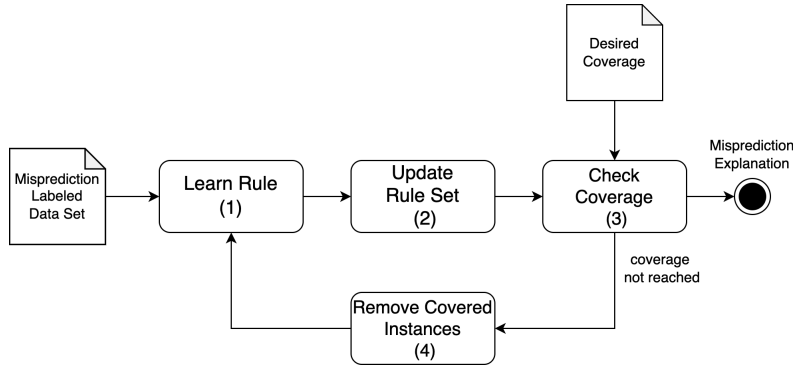 Desired
Coverage
Misprediction
Labeled
Data Set
Learn Rule
(1)
Update
Rule Set
(2)
Check
Coverage
(3)
Misprediction
Explanation
coverage
not reached
Remove Covered
Instances
(4)